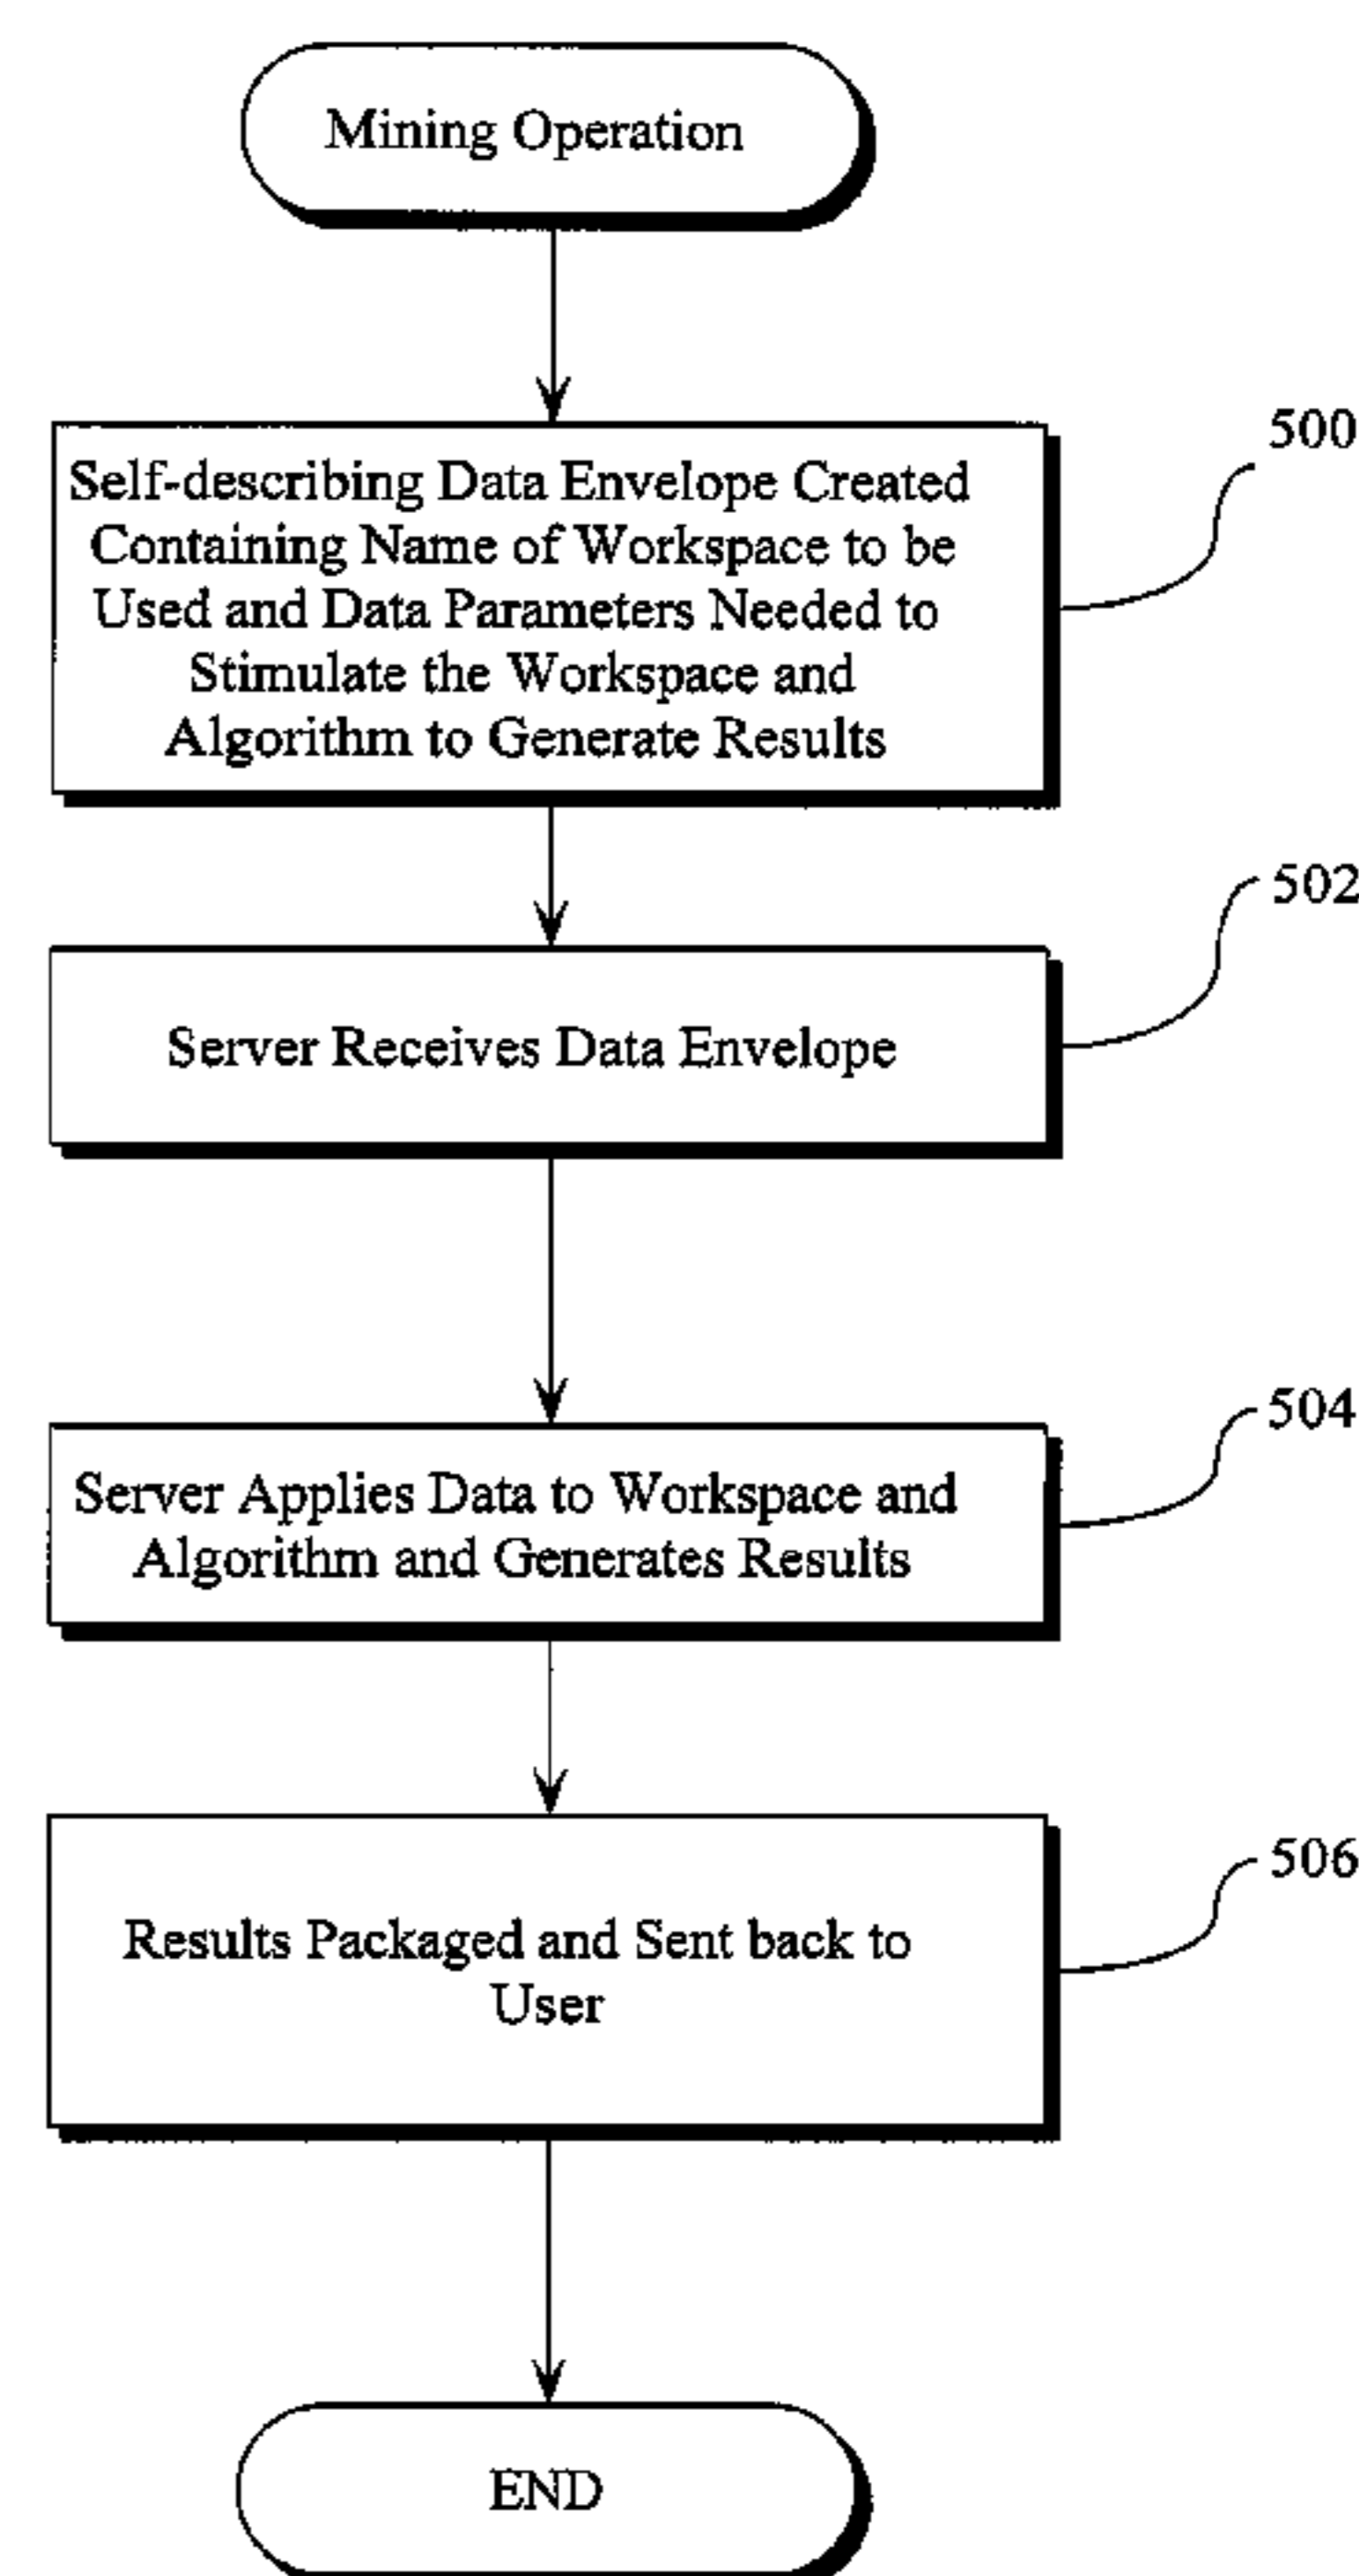 Mining Operation
500
Self-describing Data Envelope Created
Containing Name of Workspace to be
Used and Data Parameters Needed to
Stimulate the Workspace and
Algorithm to Generate Results
502
Server Receives Data Envelope
504
Server Applies Data to Workspace and
Algorithm and Generates Results
506
Results Packaged and Sent back to
User
END